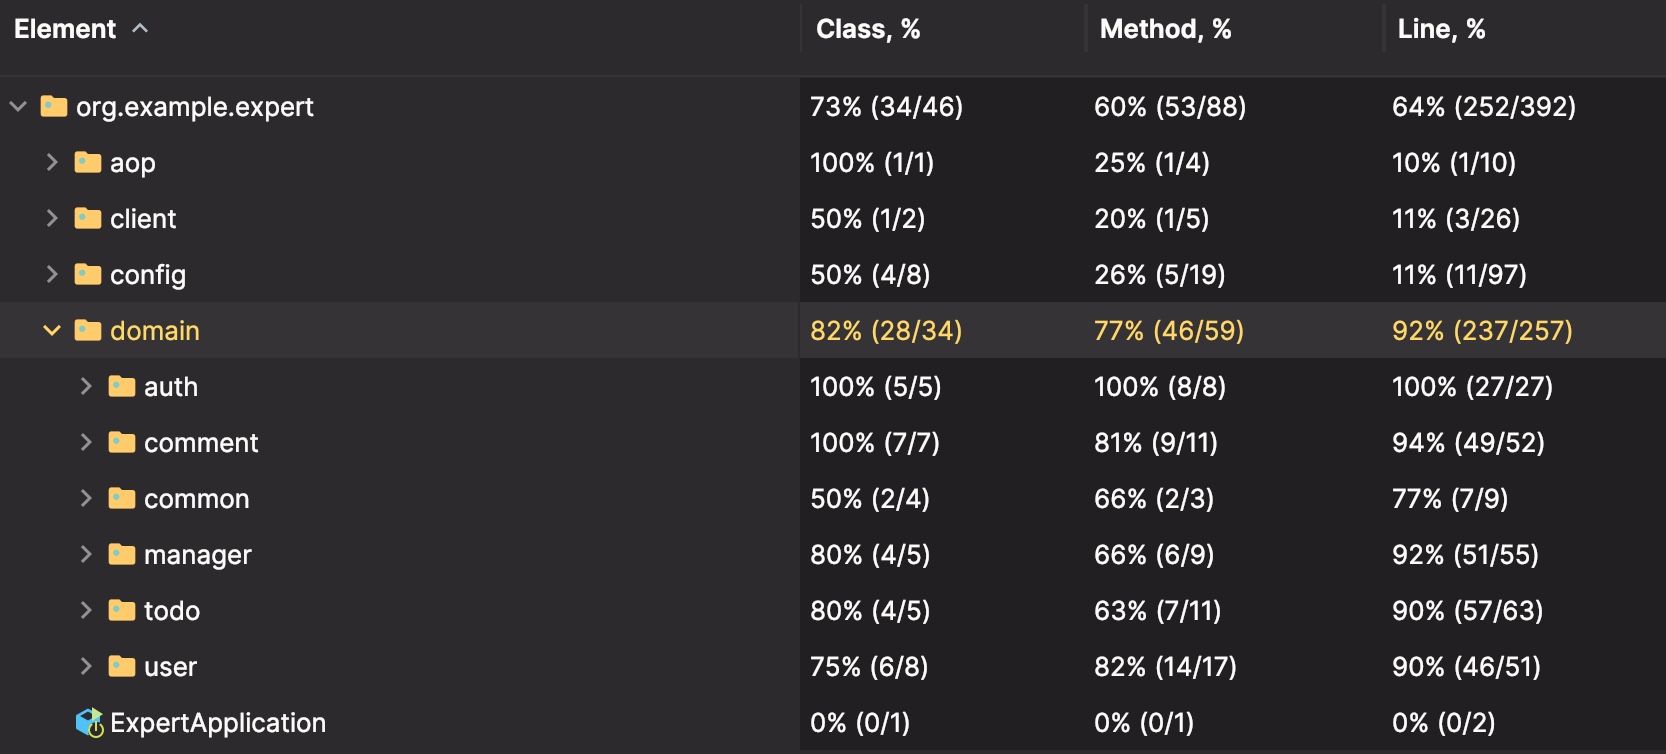 Element Class, % Method, % Line, %
org.example.expert 73% (34/46) 60% (53/88) 64% (252/392)
aop 100% (1/1) 25% (1/4) 10% (1/10)
client 50% (1/2) 20% (1/5) 11% (3/26)
config 50% (4/8) 26% (5/19) 11% (11/97)
domain 82% (28/34) 77% (46/59) 92% (237/257)
auth 100% (5/5) 100% (8/8) 100% (27/27)
comment 100% (7/7) 81% (9/11) 94% (49/52)
common 50% (2/4) 66% (2/3) 77% (7/9)
manager 80% (4/5) 66% (6/9) 92% (51/55)
todo 80% (4/5) 63% (7/11) 90% (57/63)
user 75% (6/8) 82% (14/17) 90% (46/51)
ExpertApplication 0% (0/1) 0% (0/1) 0% (0/2)